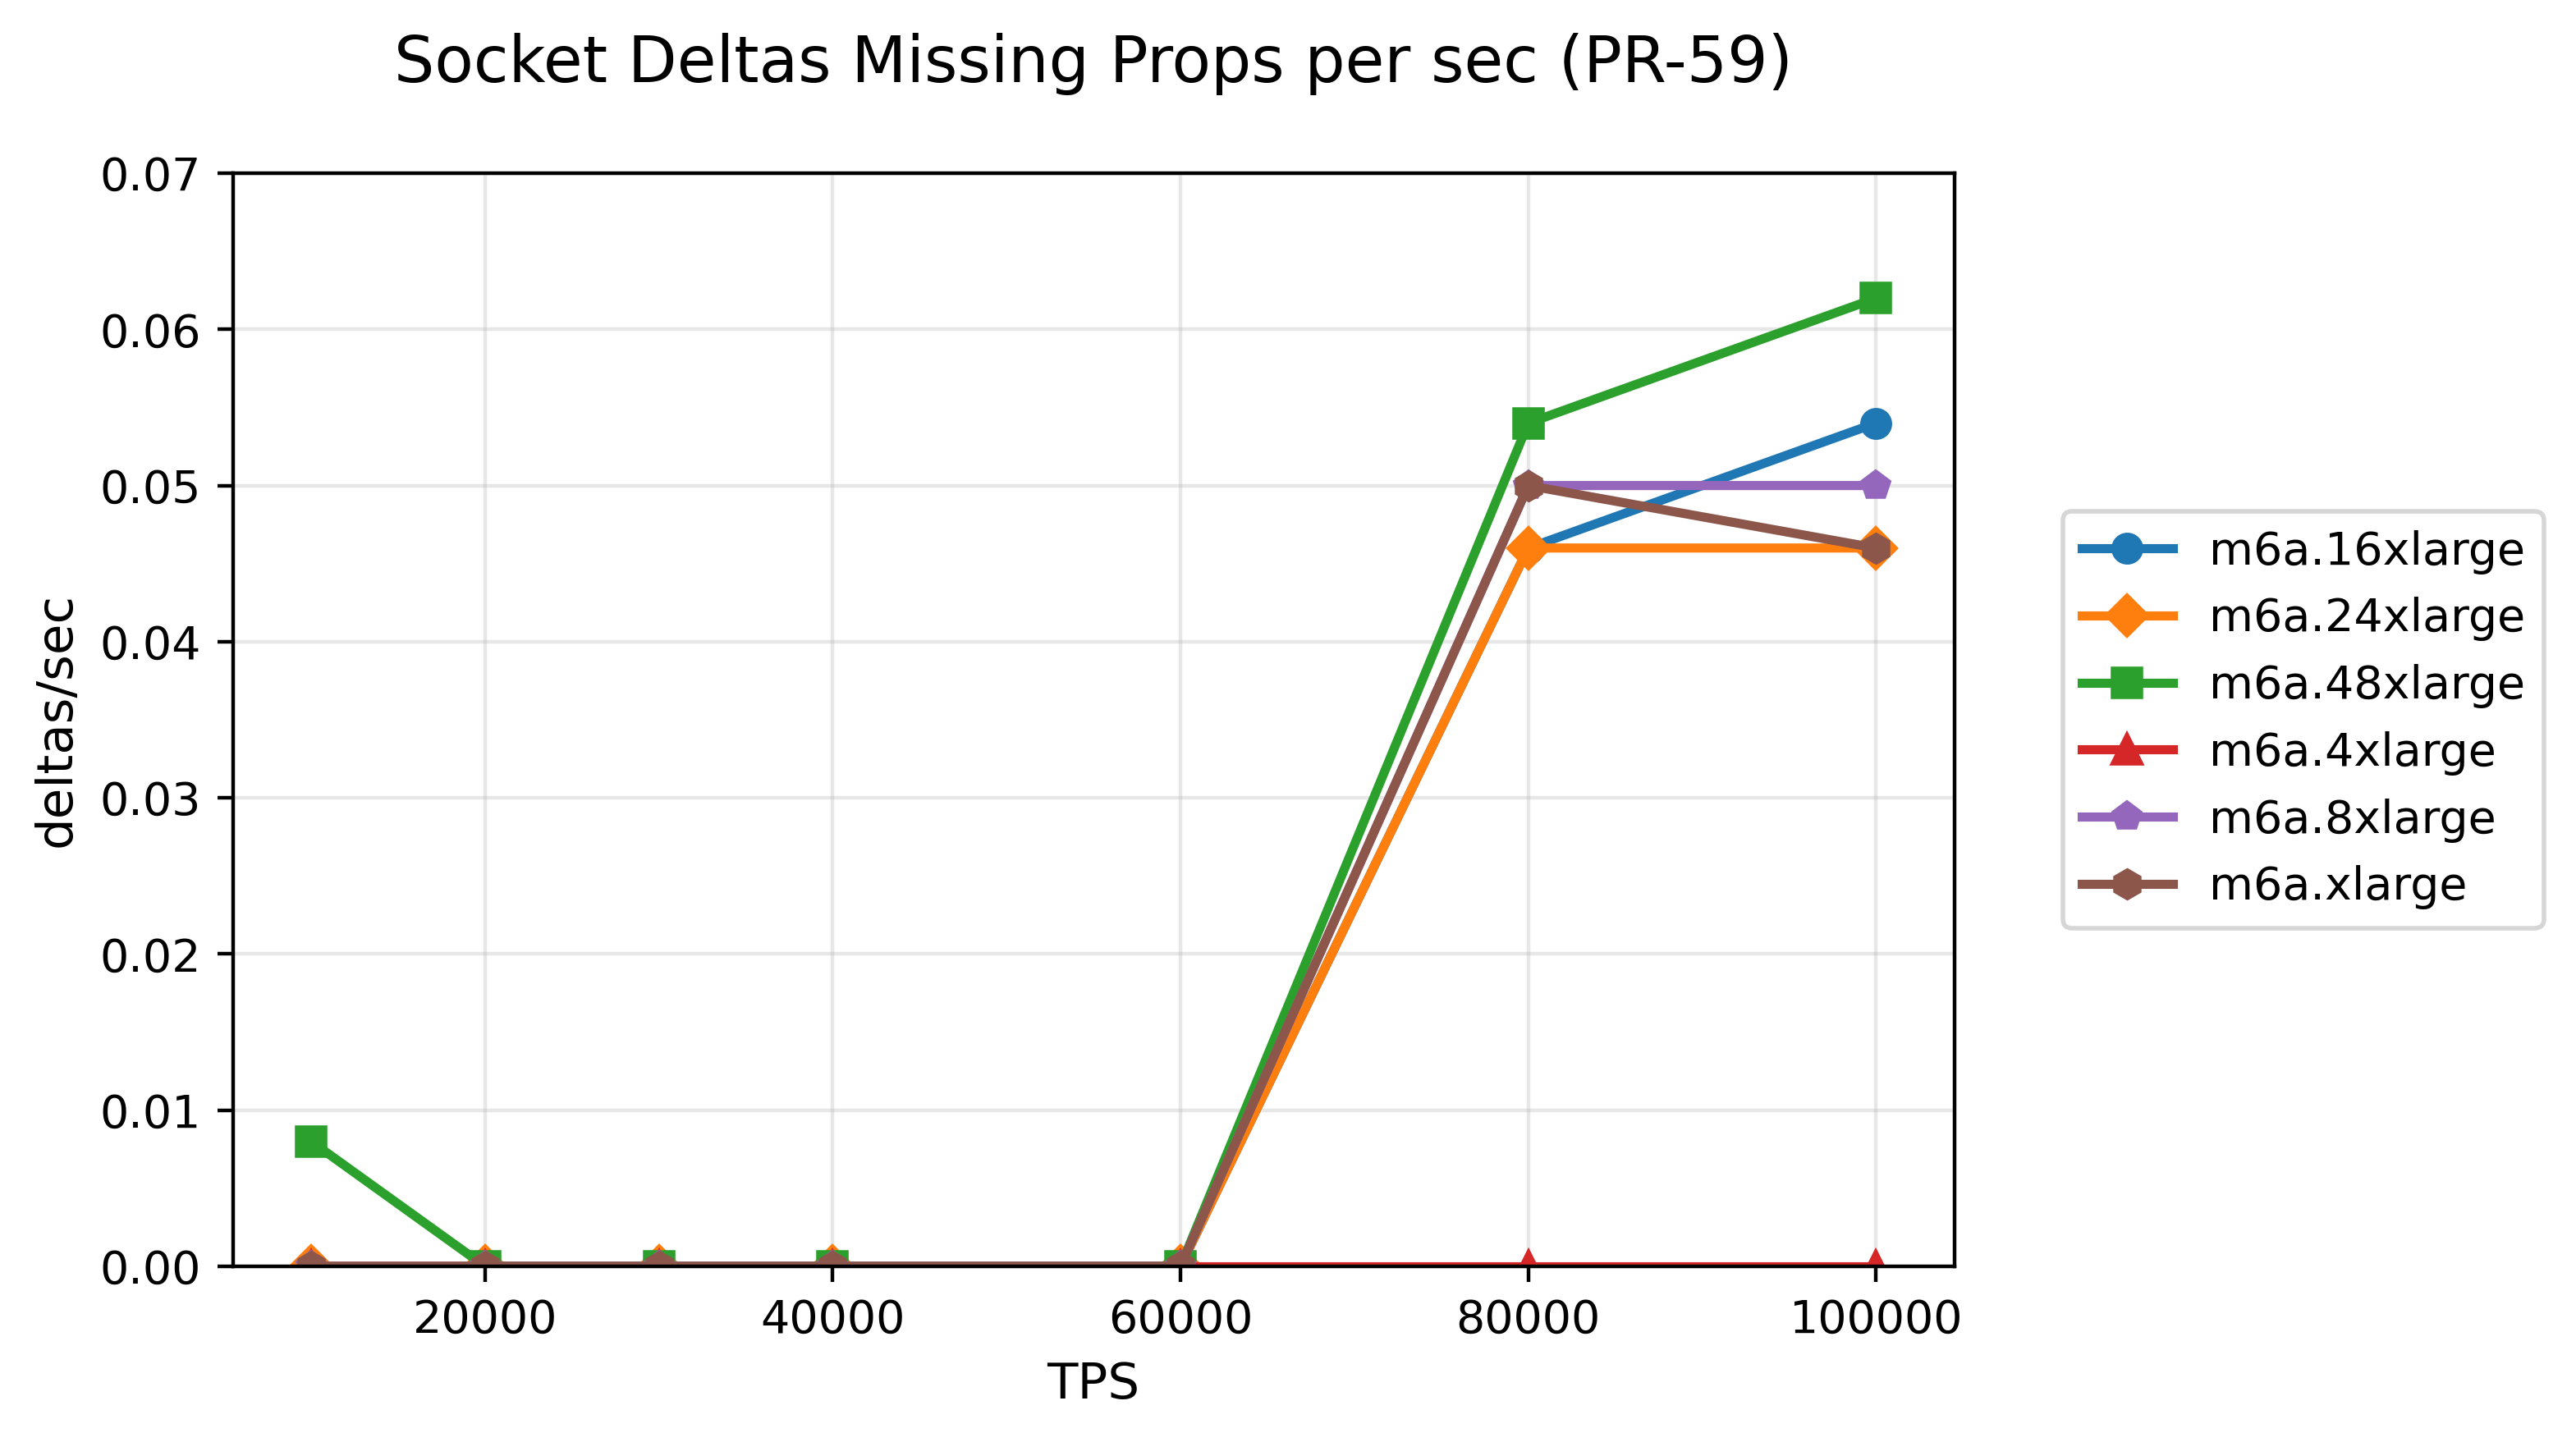 Socket Deltas Missing Props per sec (PR-59)
0.07
0.06
0.05
0.04
0.03
0.02
0.01
0.00
deltas/sec
20000 40000 60000 80000 100000
TPS
m6a.16xlarge
m6a.24xlarge
m6a.48xlarge
m6a.4xlarge
m6a.8xlarge
m6a.xlarge